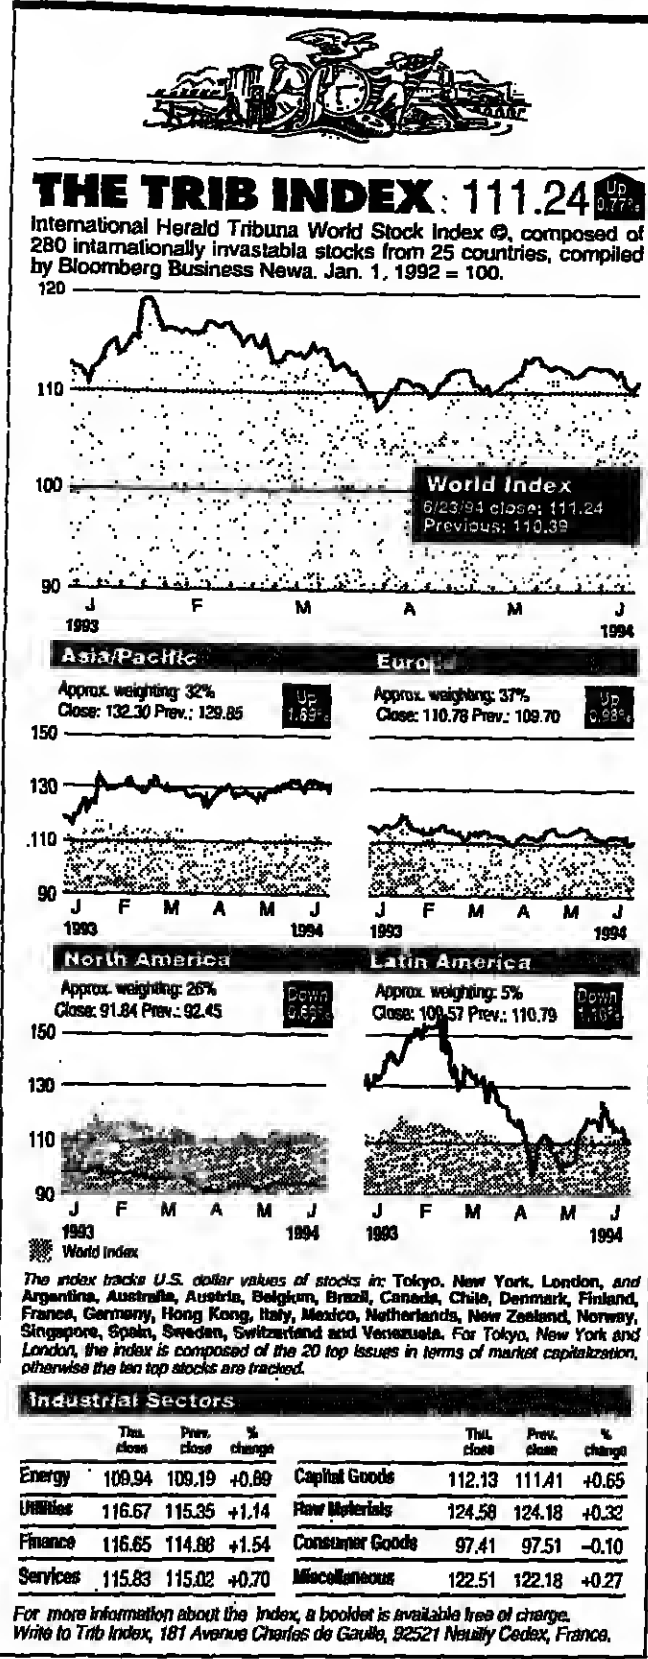 THE TRIB INDEX: 111.24 Up 0.77%
International Herald Tribuna World Stock Index ©, composed of
280 intamationally invastabla stocks from 25 countries, compiled
by Bloomberg Business Newa. Jan. 1, 1992 = 100.
120
110
100
90
World Index
6/23/94 close: 111.24
Previous: 110.39
J F M A M J
1993 1994
Asia/Pacific
Approx. weighting: 32%
Close: 132.30 Prev.: 129.85
Up
1.89%
150
130
110
90
J F M A M J
1993 1994
Europe
Approx. weighting: 37%
Close: 110.78 Prev.: 109.70
Up
0.98%
J F M A M J
1993 1994
North America
Approx. weighting: 26%
Close: 91.84 Prev.: 92.45
Down
150
130
110
90
J F M A M J
1993 1994
Latin America
Approx. weighting: 5%
Close: 109.57 Prev.: 110.79
Down
1.10%
J F M A M J
1993 1994
World Index
The index tracks U.S. dollar values of stocks in: Tokyo, New York, London, and
Argentina, Australia, Austria, Belgium, Brazil, Canada, Chile, Denmark, Finland,
France, Germany, Hong Kong, Italy, Mexico, Netherlands, New Zealand, Norway,
Singapore, Spain, Sweden, Switzerland and Venezuela. For Tokyo, New York and
London, the index is composed of the 20 top issues in terms of market capitalization,
otherwise the ten top stocks are tracked.
Industrial Sectors
Thu. close Prev. close % change
Energy 109.94 109.19 +0.69
Utilities 116.67 115.35 +1.14
Finance 116.65 114.88 +1.54
Services 115.83 115.02 +0.70
Thu. close Prev. close % change
Capital Goods 112.13 111.41 +0.65
Raw Materials 124.58 124.18 +0.32
Consumer Goods 97.41 97.51 –0.10
Miscellaneous 122.51 122.18 +0.27
For more information about the Index, a booklet is available free of charge.
Write to Trib Index, 181 Avenue Charles de Gaulle, 92521 Neuilly Cedex, France.